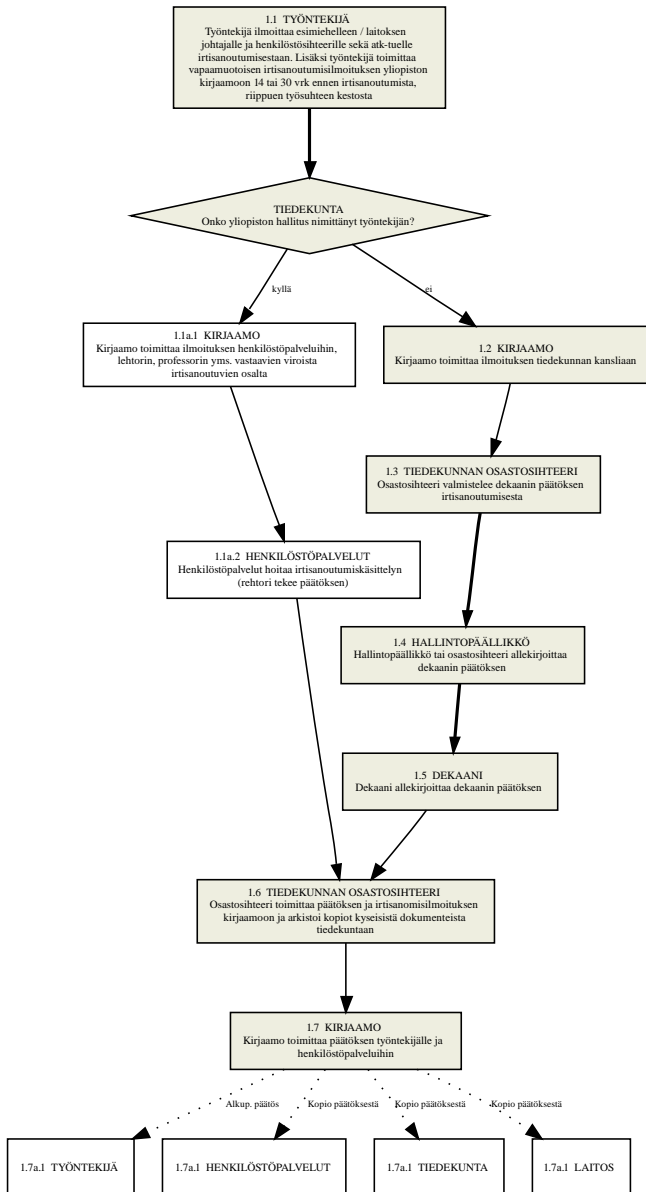 1.1 TYÖNTEKIJÄ
Työntekijä ilmoittaa esimiehelleen / laitoksen
johtajalle ja henkilöstösihteerille sekä atk-tuelle
irtisanoutumisestaan. Lisäksi työntekijä toimittaa
vapaamuotoisen irtisanoutumisilmoituksen yliopiston
kirjaamoon 14 tai 30 vrk ennen irtisanoutumista,
riippuen työsuhteen kestosta
TIEDEKUNTA
Onko yliopiston hallitus nimittänyt työntekijän?
kyllä
ei
1.1a.1 KIRJAAMO
Kirjaamo toimittaa ilmoituksen henkilöstöpalveluihin,
lehtorin, professorin yms. vastaavien viroista
irtisanoutuvien osalta
1.2 KIRJAAMO
Kirjaamo toimittaa ilmoituksen tiedekunnan kansliaan
1.3 TIEDEKUNNAN OSASTOSIHTEERI
Osastosihteeri valmistelee dekaanin päätöksen
irtisanoutumisesta
1.1a.2 HENKILÖSTÖPALVELUT
Henkilöstöpalvelut hoitaa irtisanoutumiskäsittelyn
(rehtori tekee päätöksen)
1.4 HALLINTOPÄÄLLIKKÖ
Hallintopäällikkö tai osastosihteeri allekirjoittaa
dekaanin päätöksen
1.5 DEKAANI
Dekaani allekirjoittaa dekaanin päätöksen
1.6 TIEDEKUNNAN OSASTOSIHTEERI
Osastosihteeri toimittaa päätöksen ja irtisanomisilmoituksen
kirjaamoon ja arkistoi kopiot kyseisistä dokumenteista
tiedekuntaan
1.7 KIRJAAMO
Kirjaamo toimittaa päätöksen työntekijälle ja
henkilöstöpalveluihin
Alkup. päätös
Kopio päätöksestä
Kopio päätöksestä
Kopio päätöksestä
1.7a.1 TYÖNTEKIJÄ
1.7a.1 HENKILÖSTÖPALVELUT
1.7a.1 TIEDEKUNTA
1.7a.1 LAITOS